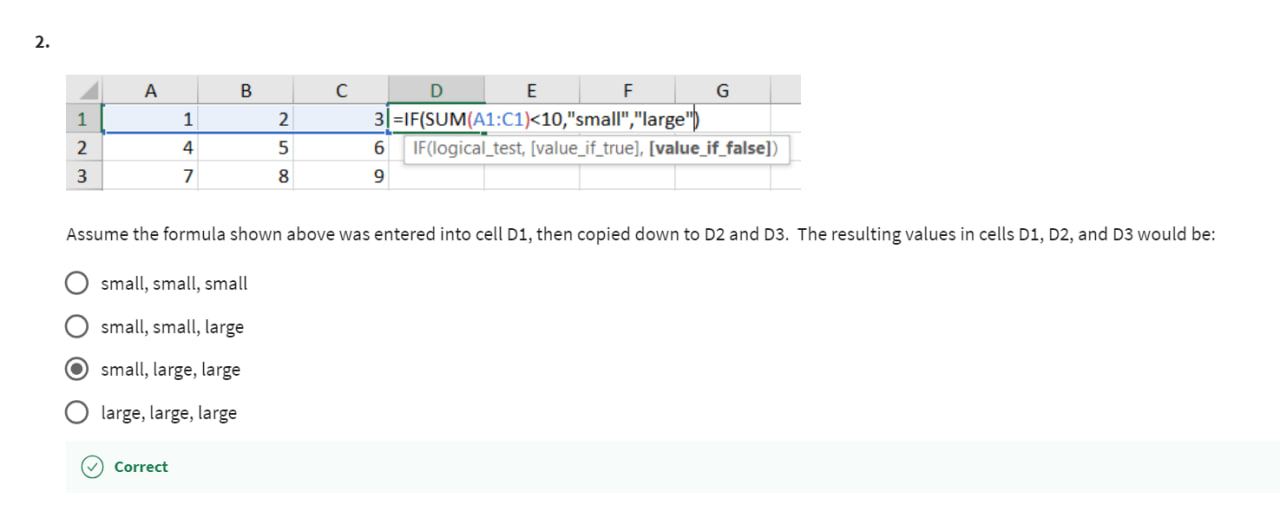 2.
A B C D E F G
1 1 2 3 =IF(SUM(A1:C1)<10,"small","large")
2 4 5 6 IF(logical_test, [value_if_true], [value_if_false])
3 7 8 9
Assume the formula shown above was entered into cell D1, then copied down to D2 and D3. The resulting values in cells D1, D2, and D3 would be:
small, small, small
small, small, large
small, large, large
large, large, large
Correct